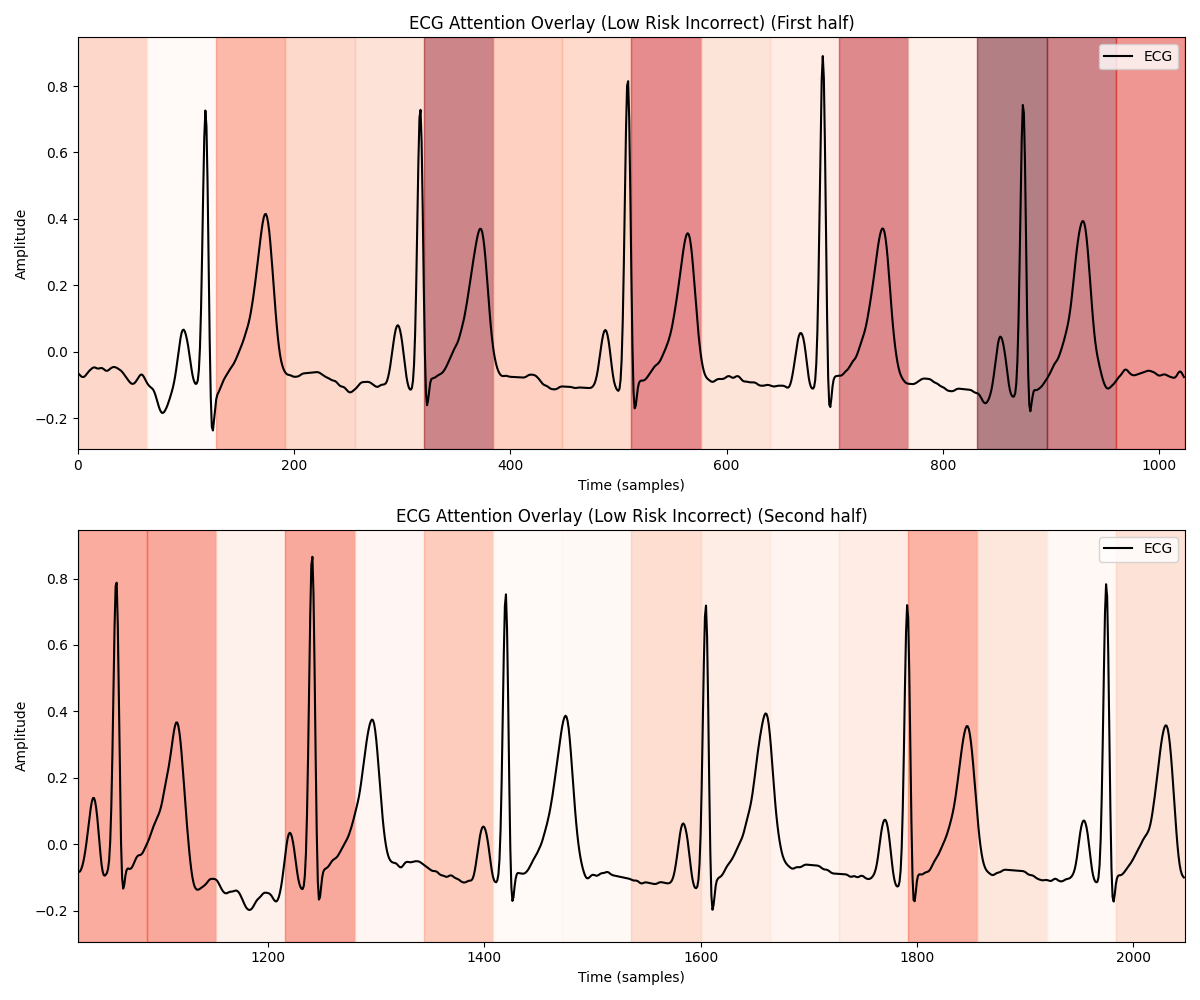 ECG Attention Overlay (Low Risk Incorrect) (First half)
ECG
Amplitude
0.8
0.6
0.4
0.2
0.0
−0.2
0 200 400 600 800 1000
Time (samples)
ECG Attention Overlay (Low Risk Incorrect) (Second half)
ECG
Amplitude
0.8
0.6
0.4
0.2
0.0
−0.2
1200 1400 1600 1800 2000
Time (samples)